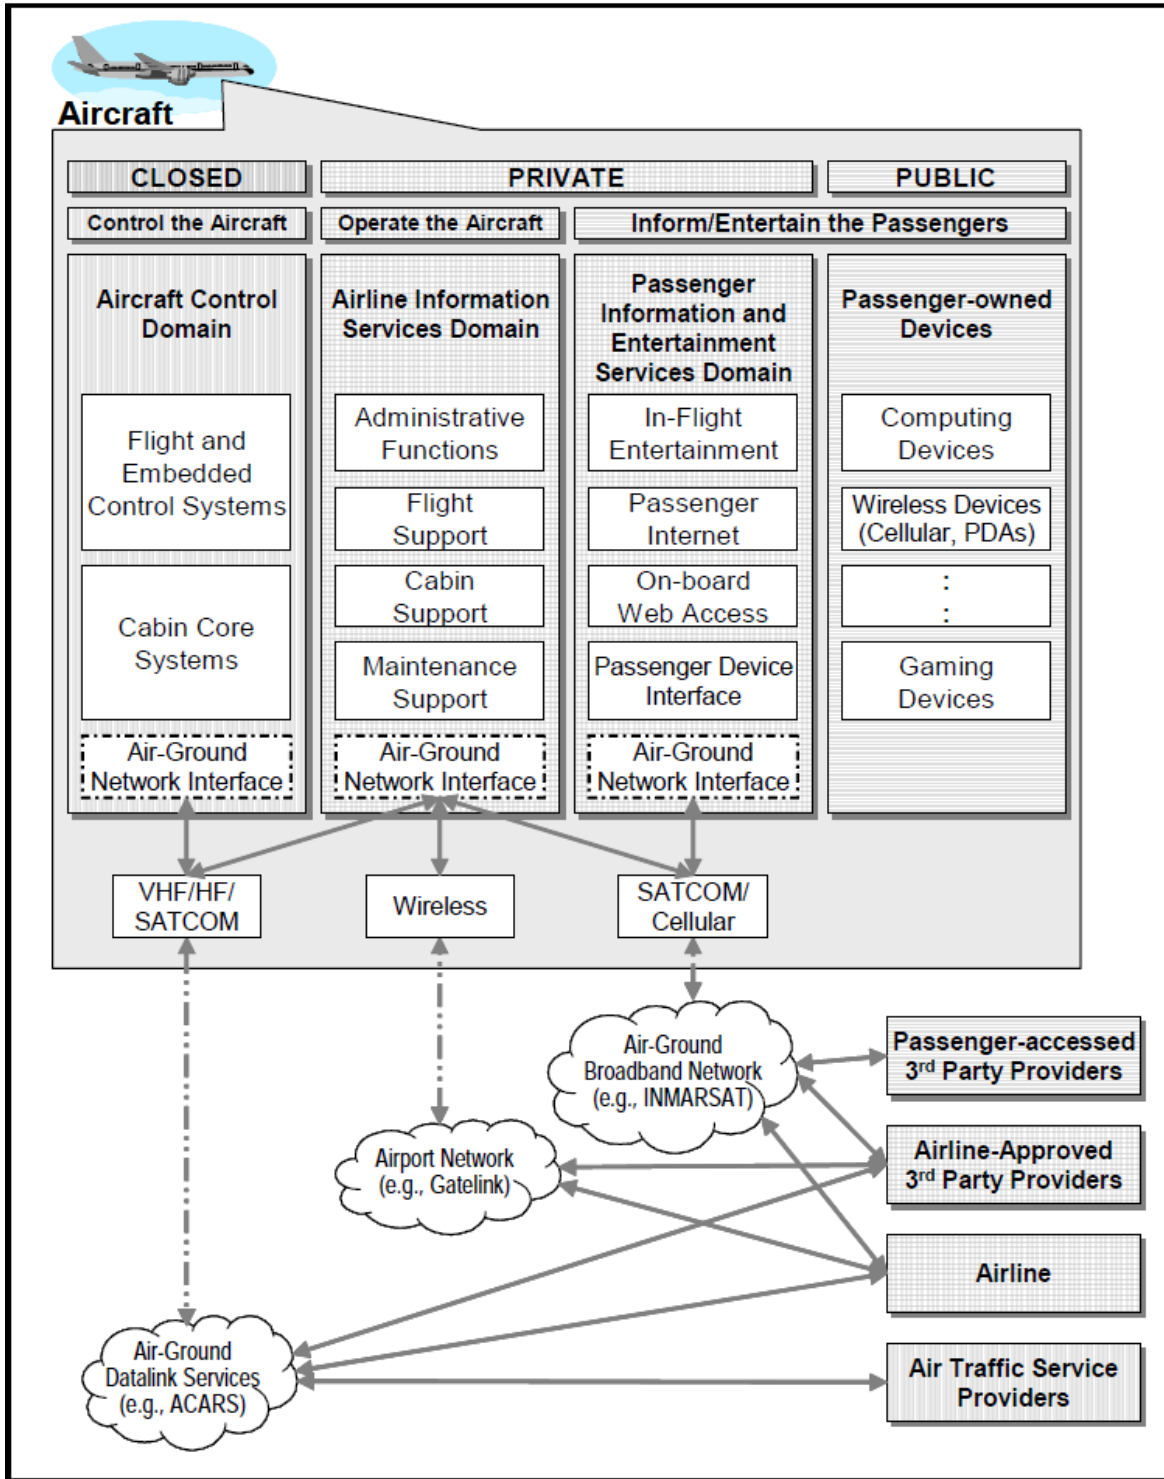 Aircraft
CLOSED
PRIVATE
PUBLIC
Control the Aircraft
Operate the Aircraft
Inform/Entertain the Passengers
Aircraft Control
Domain
Flight and
Embedded
Control Systems
Cabin Core
Systems
Air-Ground
Network Interface
Airline Information
Services Domain
Administrative
Functions
Flight
Support
Cabin
Support
Maintenance
Support
Air-Ground
Network Interface
Passenger
Information and
Entertainment
Services Domain
In-Flight
Entertainment
Passenger
Internet
On-board
Web Access
Passenger Device
Interface
Air-Ground
Network Interface
Passenger-owned
Devices
Computing
Devices
Wireless Devices
(Cellular, PDAs)
:
:
Gaming
Devices
VHF/HF/
SATCOM
Wireless
SATCOM/
Cellular
Air-Ground
Broadband Network
(e.g., INMARSAT)
Airport Network
(e.g., Gatelink)
Air-Ground
Datalink Services
(e.g., ACARS)
Passenger-accessed
3rd Party Providers
Airline-Approved
3rd Party Providers
Airline
Air Traffic Service
Providers